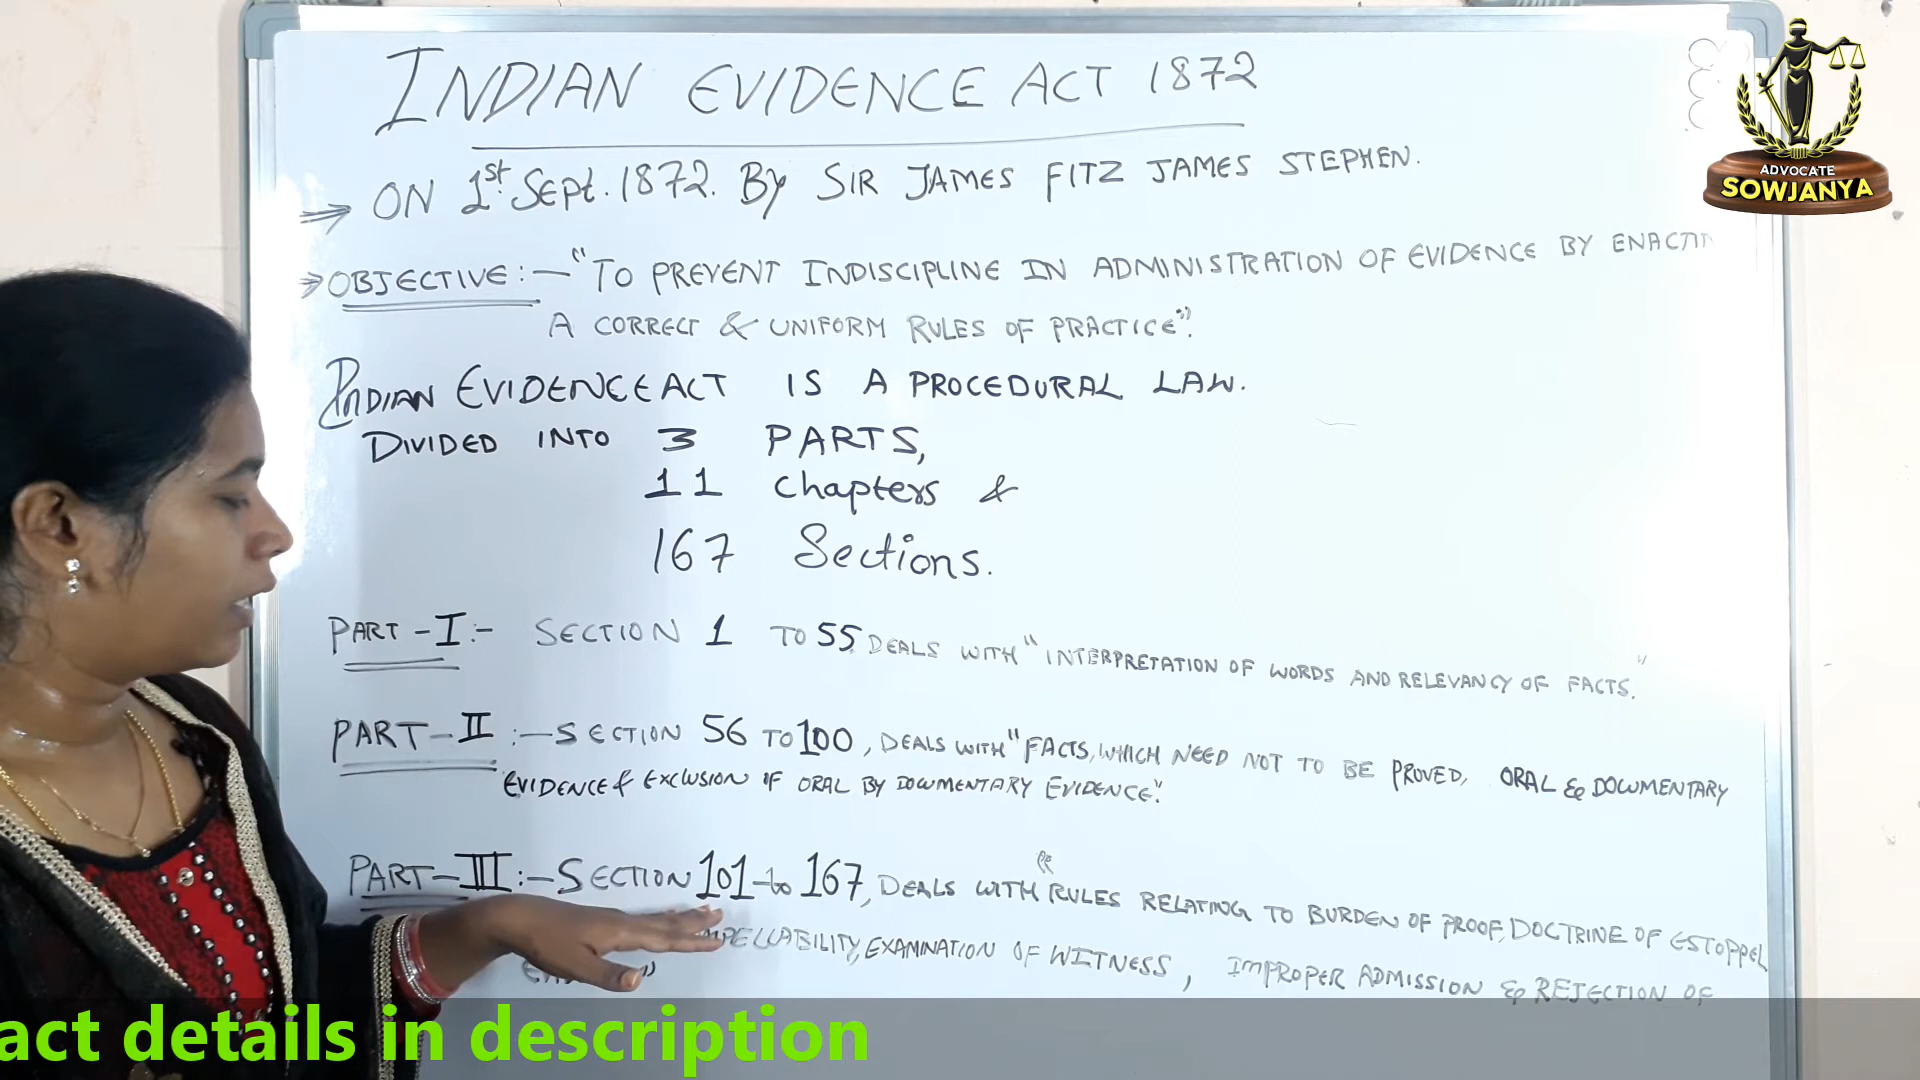 INDIAN EVIDENCE ACT 1872
⇒ ON 1st Sept. 1872. By SIR JAMES FITZ JAMES STEPHEN.
⇒ OBJECTIVE:- "TO PREVENT INDISCIPLINE IN ADMINISTRATION OF EVIDENCE BY ENACTIN
A CORRECT & UNIFORM RULES OF PRACTICE".
INDIAN EVIDENCE ACT IS A PROCEDURAL LAW.
DIVIDED INTO 3 PARTS,
11 chapters &
167 Sections.
PART-I:- SECTION 1 TO 55 DEALS WITH "INTERPRETATION OF WORDS AND RELEVANCY OF FACTS."
PART-II:- SECTION 56 TO 100, DEALS WITH "FACTS, WHICH NEED NOT TO BE PROVED, ORAL & DOCUMENTARY
EVIDENCE & EXCLUSION OF ORAL BY DOCUMENTARY EVIDENCE".
PART-III:- SECTION 101 to 167, DEALS WITH "RULES RELATING TO BURDEN OF PROOF, DOCTRINE OF ESTOPPEL
PELLABILITY, EXAMINATION OF WITNESS, IMPROPER ADMISSION & REJECTION OF
ADVOCATE
SOWJANYA
act details in description